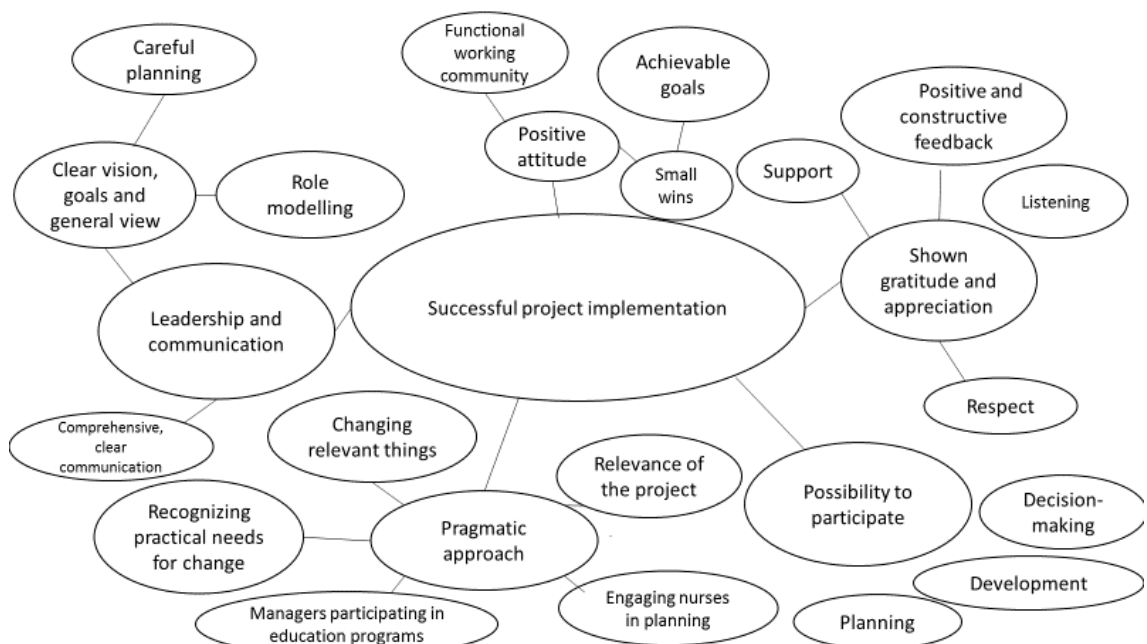 Careful
planning
Functional
working
community
Achievable
goals
Positive and
constructive
feedback
Positive
attitude
Small
wins
Support
Listening
Clear vision,
goals and
general view
Role
modelling
Shown
gratitude and
appreciation
Successful project implementation
Leadership and
communication
Respect
Comprehensive,
clear
communication
Changing
relevant things
Relevance of
the project
Possibility to
participate
Decision-
making
Recognizing
practical needs
for change
Pragmatic
approach
Development
Managers participating in
education programs
Engaging nurses
in planning
Planning